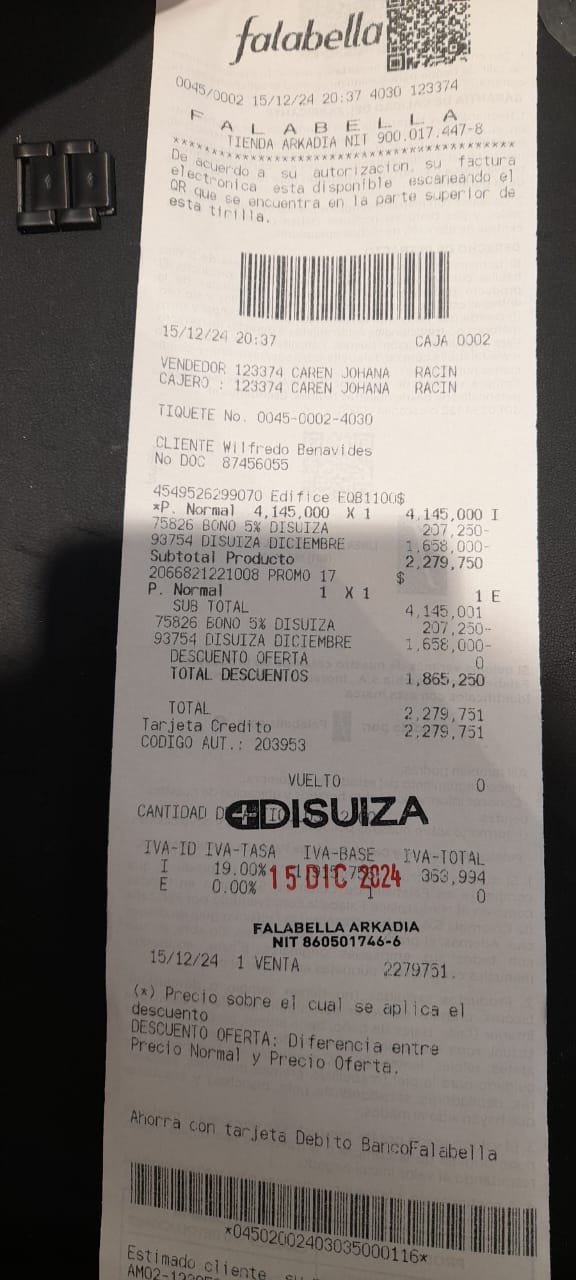 falabella
0045/0002 15/12/24 20:37 4030 123374
F A L A B E L L A
TIENDA ARKADIA NIT 900.017.447-8
****************************************
De acuerdo a su autorizacion, su factura
electronica esta disponible escaneando el
QR que se encuentra en la parte superior de
esta tirilla.
15/12/24 20:37 CAJA 0002
VENDEDOR 123374 CAREN JOHANA RACIN
CAJERO : 123374 CAREN JOHANA RACIN
TIQUETE No. 0045-0002-4030
CLIENTE Wilfredo Benavides
No DOC 87456055
4549526299070 Edifice EQB1100$
*P. Normal 4,145,000 X 1 4,145,000 I
75826 BONO 5% DISUIZA 207,250-
93754 DISUIZA DICIEMBRE 1,658,000-
Subtotal Producto 2,279,750
2066821221008 PROMO 17 $
P. Normal 1 X 1 1 E
SUB TOTAL 4,145,001
75826 BONO 5% DISUIZA 207,250-
93754 DISUIZA DICIEMBRE 1,658,000-
DESCUENTO OFERTA 0
TOTAL DESCUENTOS 1,865,250
TOTAL 2,279,751
Tarjeta Credito 2,279,751
CODIGO AUT.: 203953
VUELTO 0
CANTIDAD
DISUIZA
IVA-ID IVA-TASA IVA-BASE IVA-TOTAL
I 19.00% 363,994
E 0.00% 1 0
15 DIC 2024
FALABELLA ARKADIA
NIT 860501746-6
15/12/24 1 VENTA 2279751.
(*) Precio sobre el cual se aplica el
descuento
DESCUENTO OFERTA: Diferencia entre
Precio Normal y Precio Oferta.
Ahorra con tarjeta Debito BancoFalabella
*04502002403035000116*
Estimado cliente